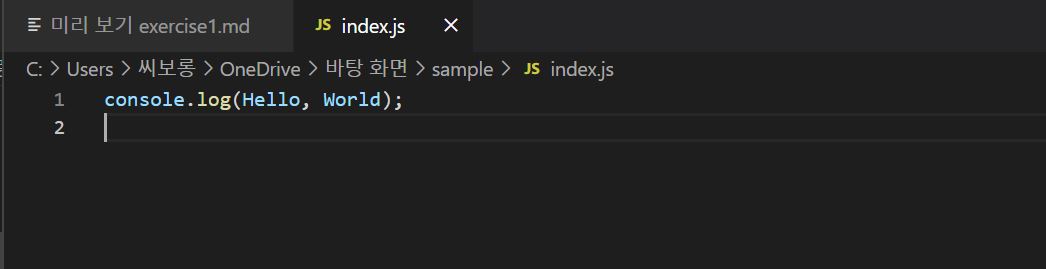 미리 보기 exercise1.md
JS index.js ×
C: > Users > 씨보롱 > OneDrive > 바탕 화면 > sample > JS index.js
1 console.log(Hello, World);
2